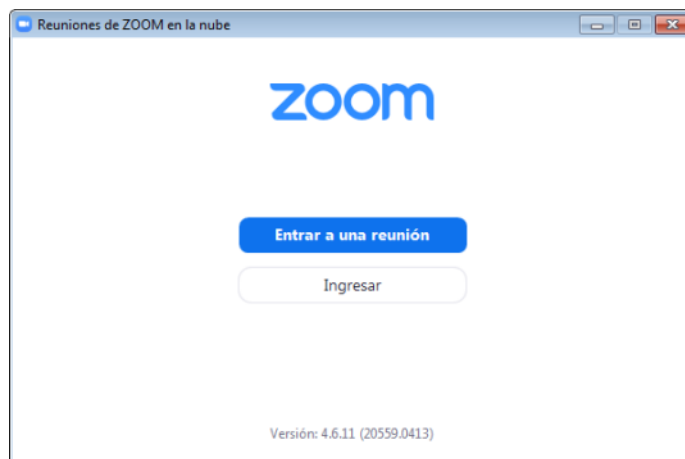 Reuniones de ZOOM en la nube
zoom
Entrar a una reunión
Ingresar
Versión: 4.6.11 (20559.0413)